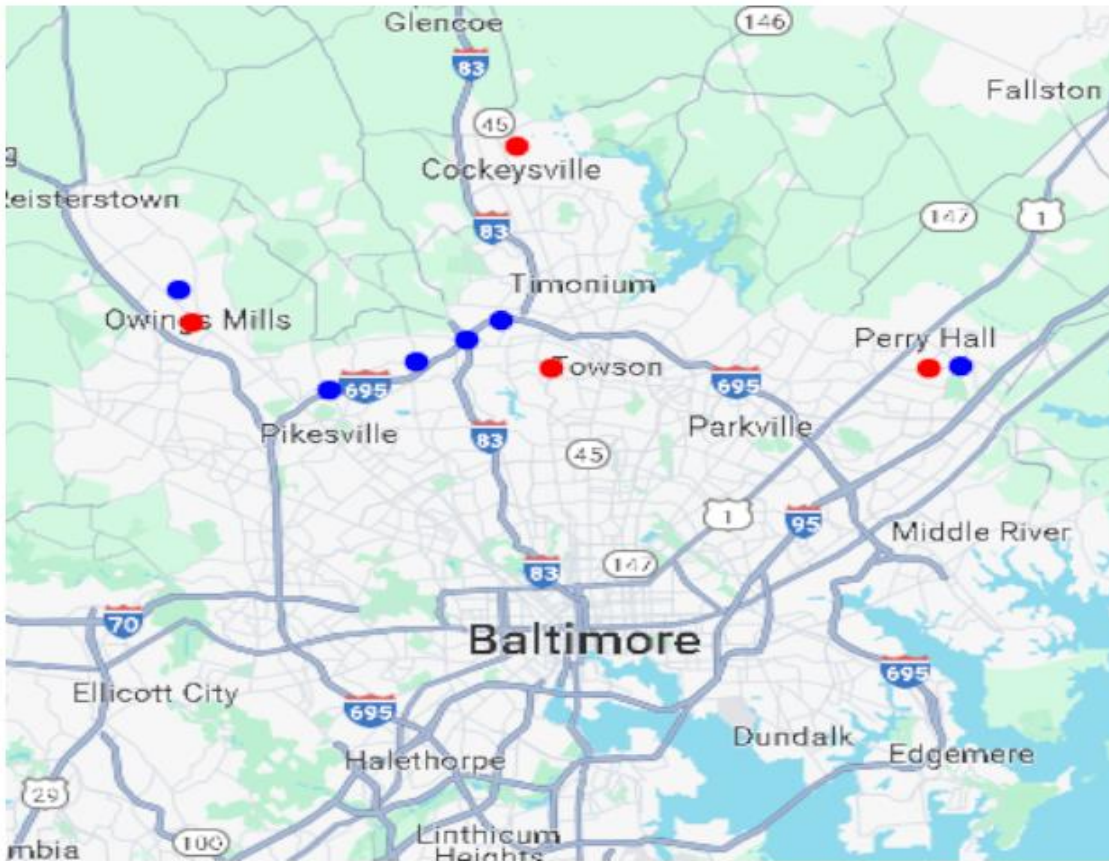 Glencoe
146
83
Fallston
45
Cockeysville
Reisterstown
147
1
83
Timonium
Owings Mills
Perry Hall
Towson
695
695
Pikesville
Parkville
83
45
1
95
Middle River
147
83
70
Baltimore
Ellicott City
695
695
Dundalk
Halethorpe
Edgemere
29
100
Linthicum
Heights
mbia